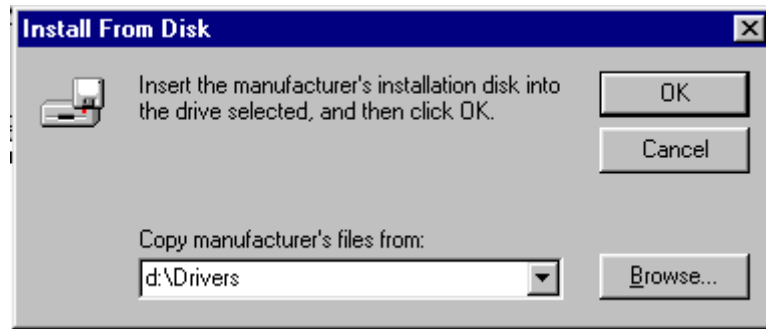 Install From Disk
Insert the manufacturer's installation disk into
the drive selected, and then click OK.
OK
Cancel
Copy manufacturer's files from:
d:\Drivers
Browse...